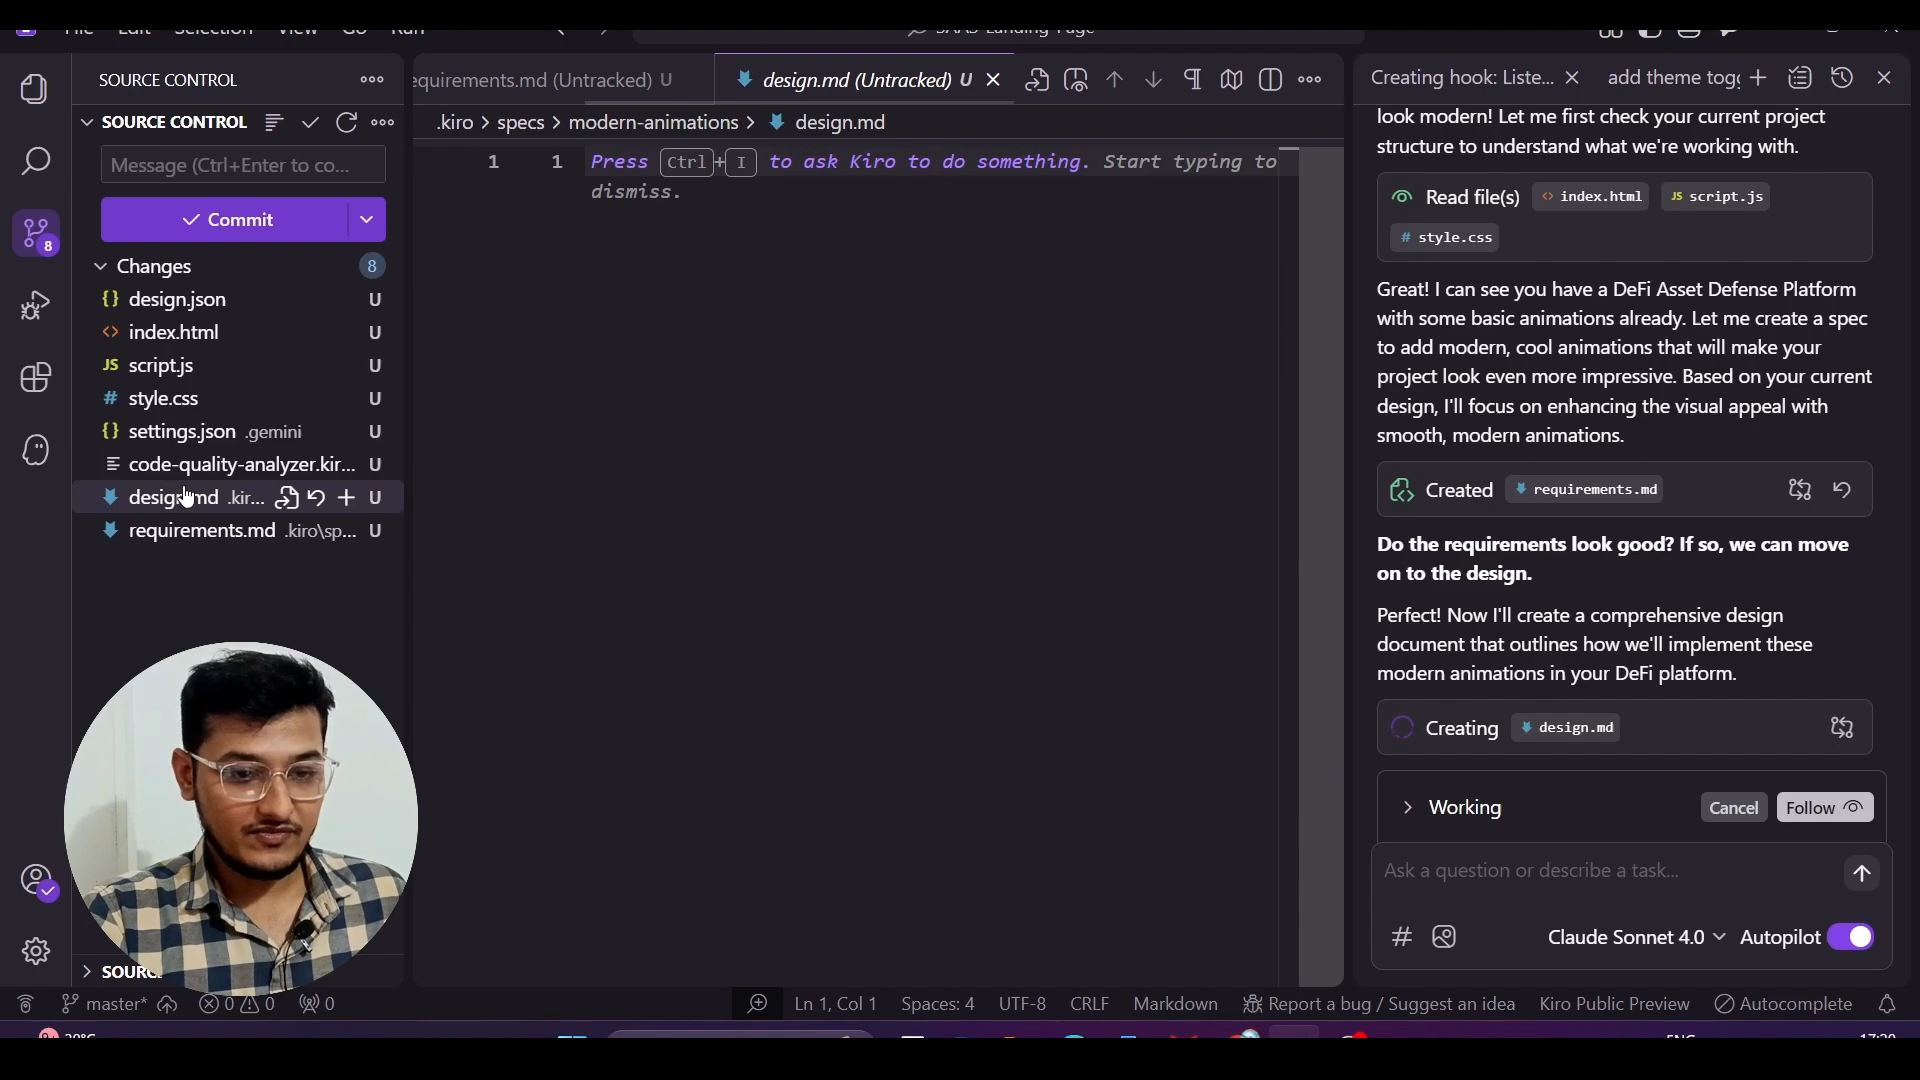 SOURCE CONTROL
SOURCE CONTROL
Message (Ctrl+Enter to co...
Commit
Changes 8
design.json U
index.html U
JS script.js U
# style.css U
settings.json .gemini U
code-quality-analyzer.kir... U
.kir... U
requirements.md .kiro\sp... U
8
equirements.md (Untracked) U
design.md (Untracked) U
.kiro > specs > modern-animations > design.md
1 1 Press Ctrl+I to ask Kiro to do something. Start typing to
dismiss.
Creating hook: Liste...
add theme togg
look modern! Let me first check your current project
structure to understand what we're working with.
Read file(s) index.html JS script.js
# style.css
Great! I can see you have a DeFi Asset Defense Platform
with some basic animations already. Let me create a spec
to add modern, cool animations that will make your
project look even more impressive. Based on your current
design, I'll focus on enhancing the visual appeal with
smooth, modern animations.
Created requirements.md
Do the requirements look good? If so, we can move
on to the design.
Perfect! Now I'll create a comprehensive design
document that outlines how we'll implement these
modern animations in your DeFi platform.
Creating design.md
Working Cancel Follow
Ask a question or describe a task...
# Claude Sonnet 4.0 Autopilot
master* 0 0 0
Ln 1, Col 1 Spaces: 4 UTF-8 CRLF Markdown Report a bug / Suggest an idea Kiro Public Preview Autocomplete